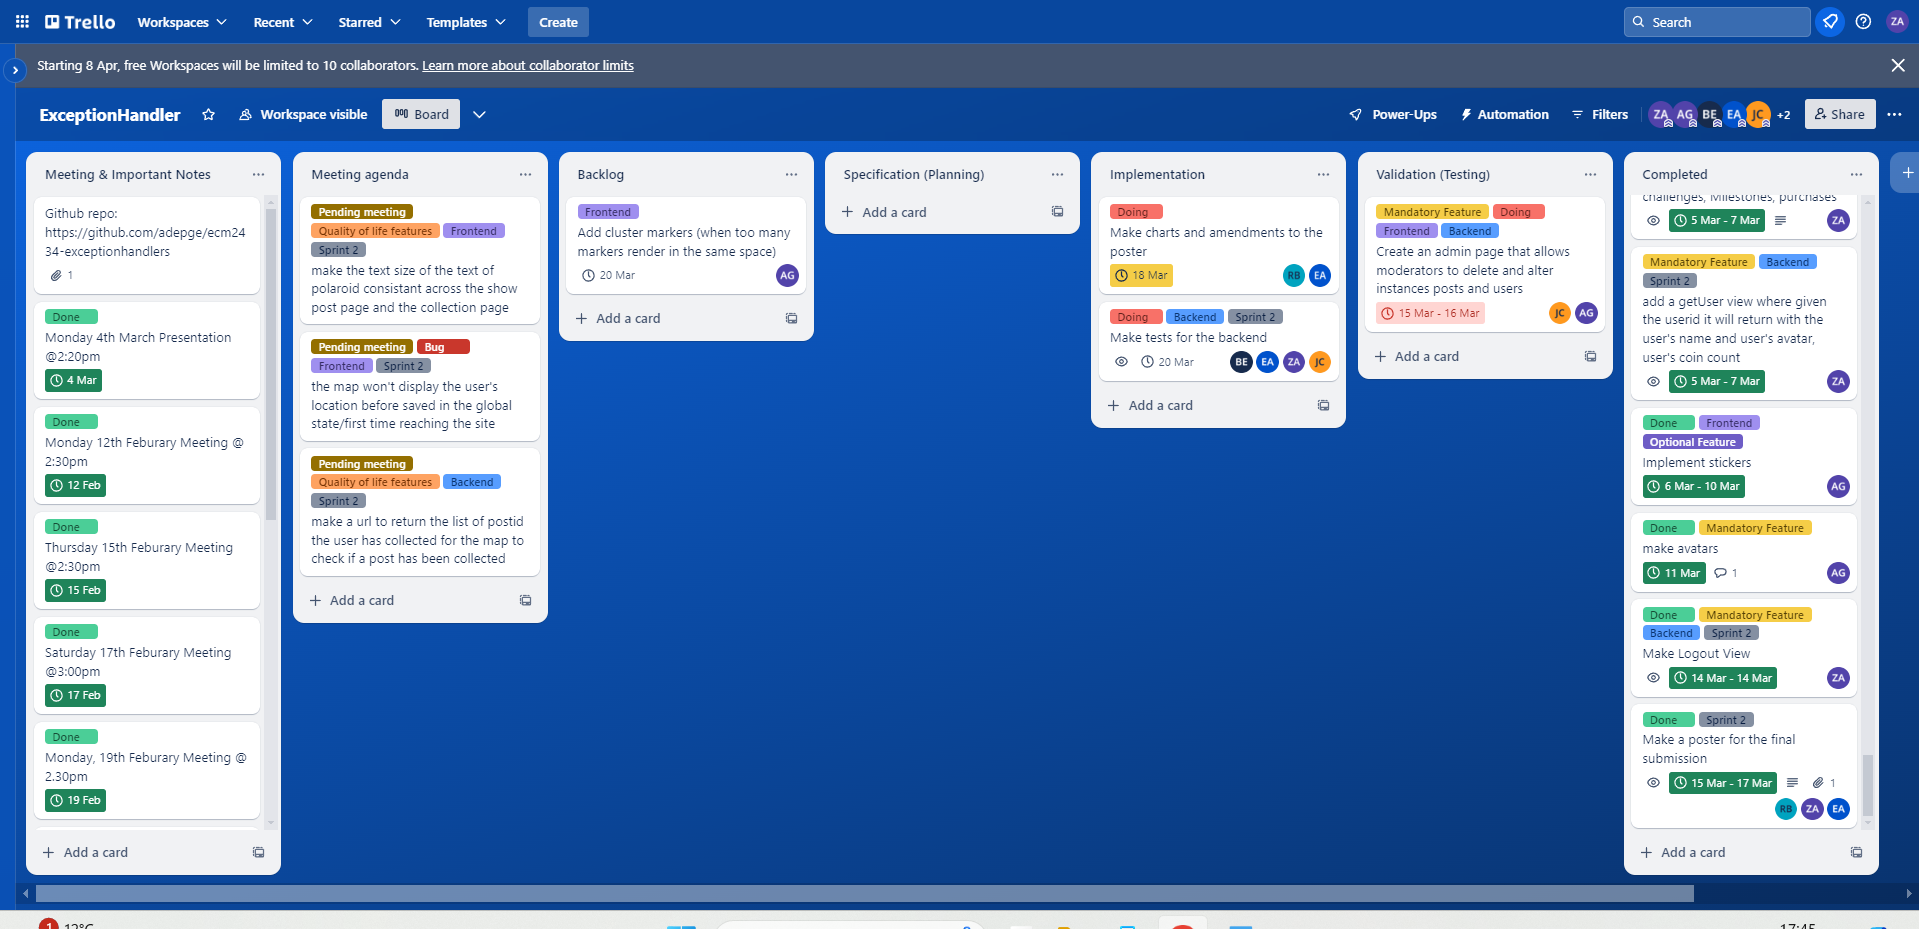 Trello
Workspaces
Recent
Starred
Templates
Create
Search
ZA
Starting 8 Apr, free Workspaces will be limited to 10 collaborators. Learn more about collaborator limits
ExceptionHandler
Workspace visible
Board
Power-Ups
Automation
Filters
ZA
AG
BE
EA
JC
+2
Share
Meeting & Important Notes
Github repo:
https://github.com/adepge/ecm24
34-exceptionhandlers
1
Done
Monday 4th March Presentation
@2:20pm
4 Mar
Done
Monday 12th Feburary Meeting @
2:30pm
12 Feb
Done
Thursday 15th Feburary Meeting
@2:30pm
15 Feb
Done
Saturday 17th Feburary Meeting
@3:00pm
17 Feb
Done
Monday, 19th Feburary Meeting @
2.30pm
19 Feb
Add a card
Meeting agenda
Pending meeting
Quality of life features
Frontend
Sprint 2
make the text size of the text of
polaroid consistant across the show
post page and the collection page
Pending meeting
Bug
Frontend
Sprint 2
the map won't display the user's
location before saved in the global
state/first time reaching the site
Pending meeting
Quality of life features
Backend
Sprint 2
make a url to return the list of postid
the user has collected for the map to
check if a post has been collected
Add a card
Backlog
Frontend
Add cluster markers (when too many
markers render in the same space)
20 Mar
AG
Add a card
Specification (Planning)
Add a card
Implementation
Doing
Make charts and amendments to the
poster
18 Mar
RB
EA
Doing
Backend
Sprint 2
Make tests for the backend
20 Mar
BE
EA
ZA
JC
Add a card
Validation (Testing)
Mandatory Feature
Doing
Frontend
Backend
Create an admin page that allows
moderators to delete and alter
instances posts and users
15 Mar - 16 Mar
JC
AG
Add a card
Completed
challenges, Milestones, purchases
5 Mar - 7 Mar
ZA
Mandatory Feature
Backend
Sprint 2
add a getUser view where given
the userid it will return with the
user's name and user's avatar,
user's coin count
5 Mar - 7 Mar
ZA
Done
Frontend
Optional Feature
Implement stickers
6 Mar - 10 Mar
AG
Done
Mandatory Feature
make avatars
11 Mar
1
AG
Done
Mandatory Feature
Backend
Sprint 2
Make Logout View
14 Mar - 14 Mar
ZA
Done
Sprint 2
Make a poster for the final
submission
15 Mar - 17 Mar
1
RB
ZA
EA
Add a card
1
12°C
17:45